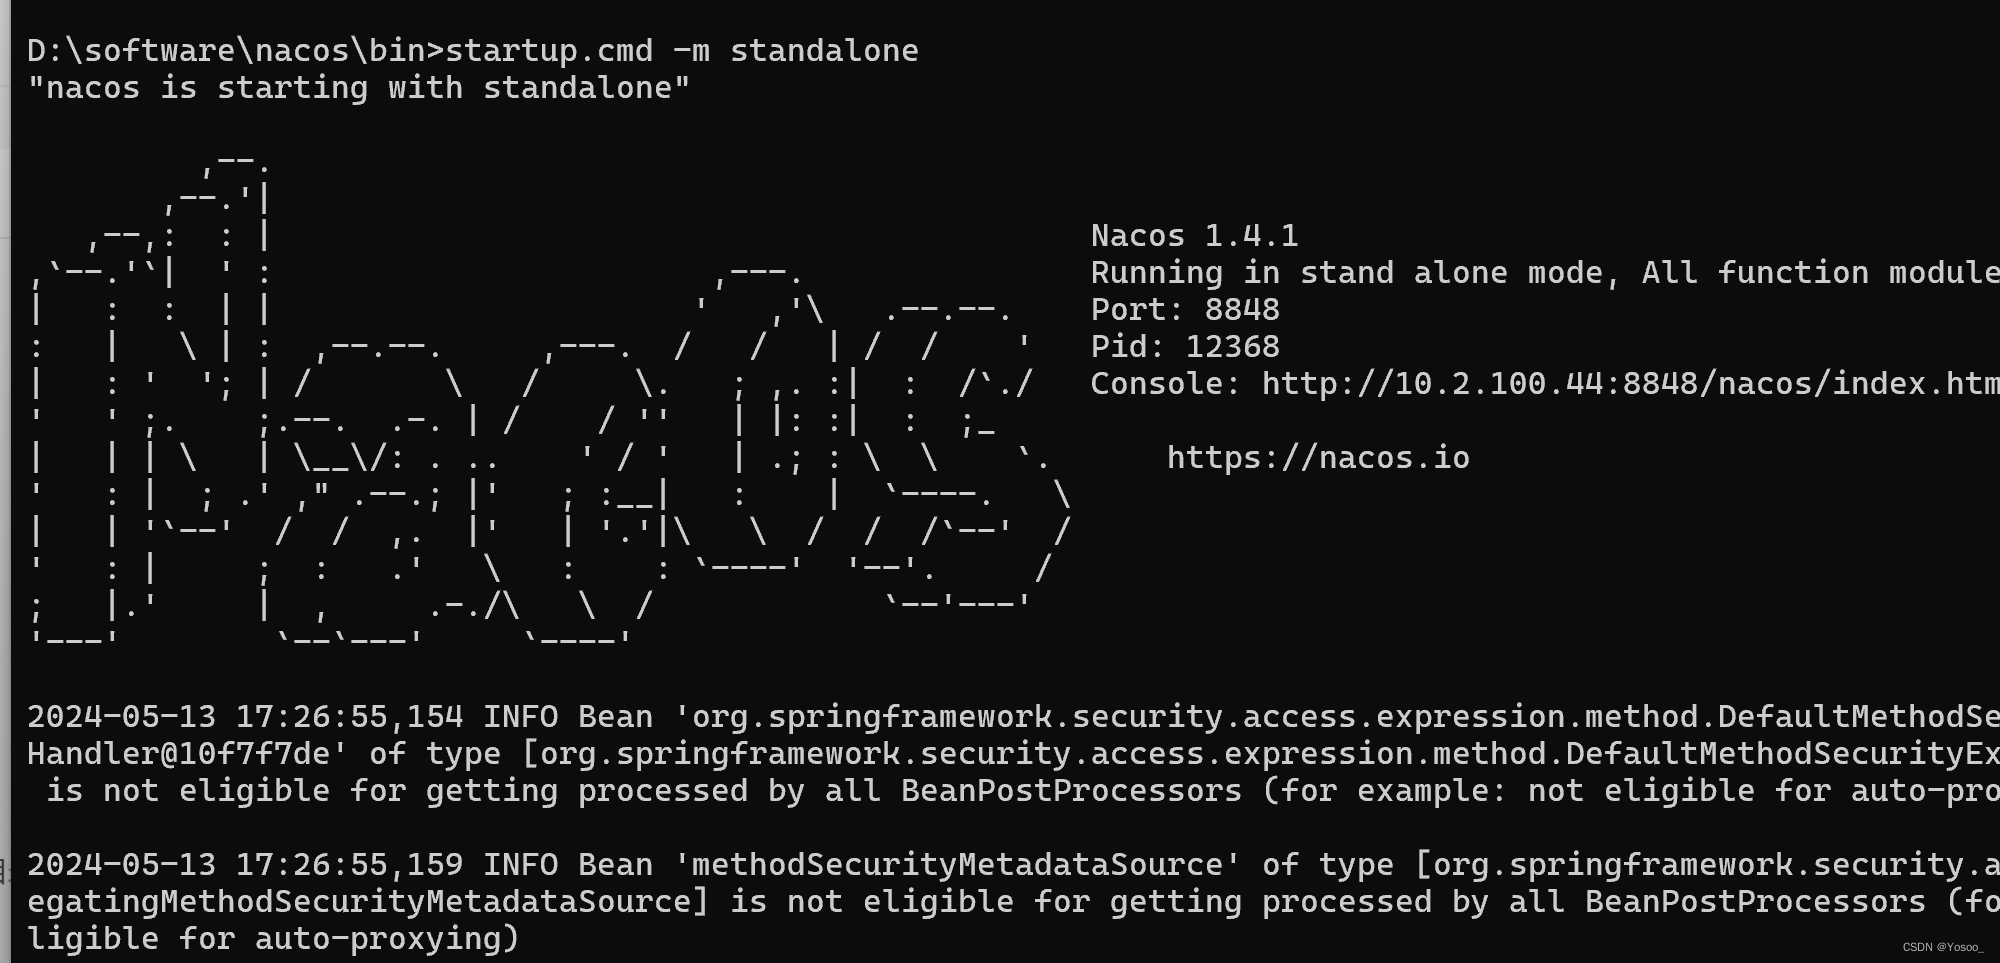 D:\software\nacos\bin>startup.cmd -m standalone
"nacos is starting with standalone"
Nacos 1.4.1
Running in stand alone mode, All function module
Port: 8848
Pid: 12368
Console: http://10.2.100.44:8848/nacos/index.htm
https://nacos.io
2024-05-13 17:26:55,154 INFO Bean 'org.springframework.security.access.expression.method.DefaultMethodSe
Handler@10f7f7de' of type [org.springframework.security.access.expression.method.DefaultMethodSecurityEx
is not eligible for getting processed by all BeanPostProcessors (for example: not eligible for auto-pro
2024-05-13 17:26:55,159 INFO Bean 'methodSecurityMetadataSource' of type [org.springframework.security.a
egatingMethodSecurityMetadataSource] is not eligible for getting processed by all BeanPostProcessors (fo
ligible for auto-proxying)
CSDN @Yosoo_